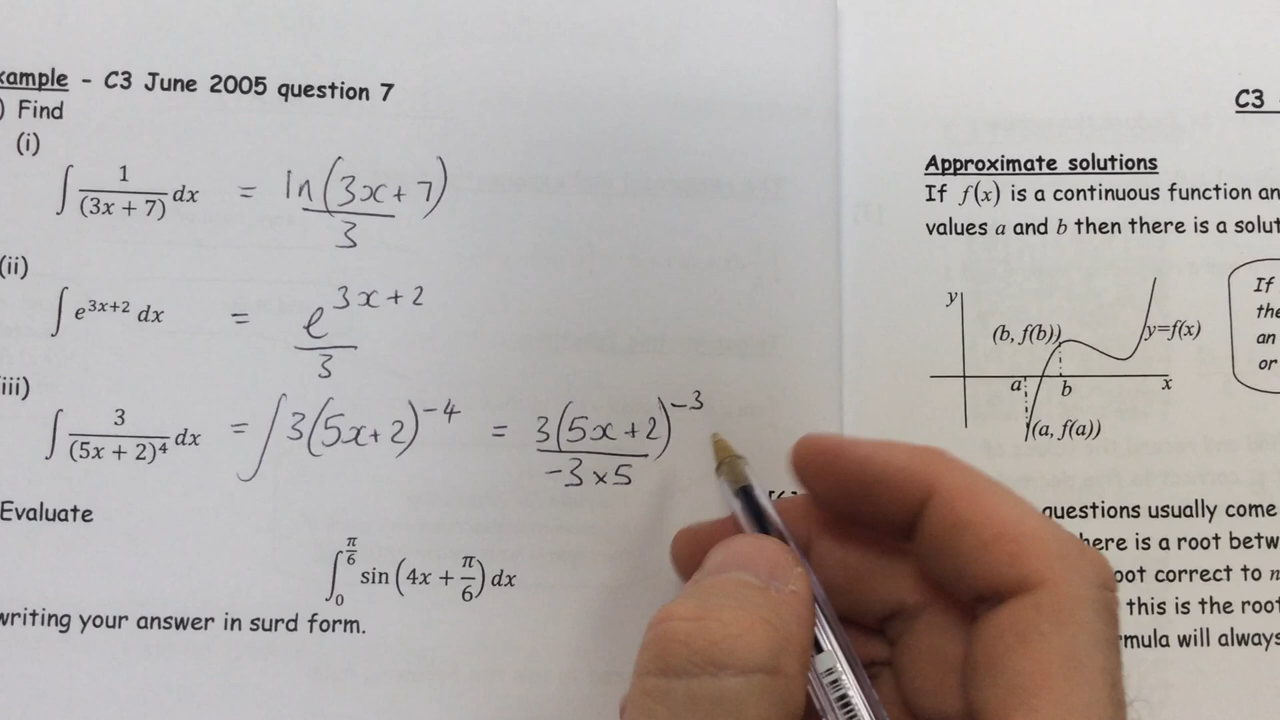 xample - C3 June 2005 question 7
) Find
(i)
∫ 1/(3x + 7) dx = ln(3x+7)/3
(ii)
∫ e^{3x+2} dx = e^{3x+2}/3
iii)
∫ 3/(5x + 2)^4 dx = ∫3(5x+2)^{-4} = 3(5x+2)^{-3}/(-3×5)
Evaluate
∫_0^{π/6} sin(4x + π/6) dx
writing your answer in surd form.
C3
Approximate solutions
If f(x) is a continuous function an
values a and b then there is a solut
y
(b, f(b))
y=f(x)
a
b
x
(a, f(a))
If
the
an
or
questions usually come
here is a root betw
oot correct to n
this is the root
rmula will always